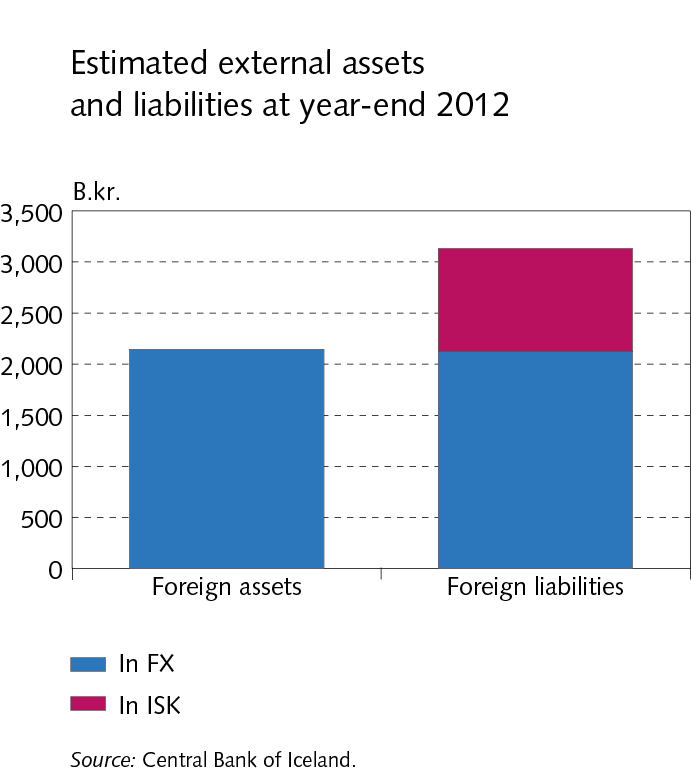 Estimated external assets
and liabilities at year-end 2012
B.kr.
3,500
3,000
2,500
2,000
1,500
1,000
500
0
Foreign assets
Foreign liabilities
In FX
In ISK
Source: Central Bank of Iceland.